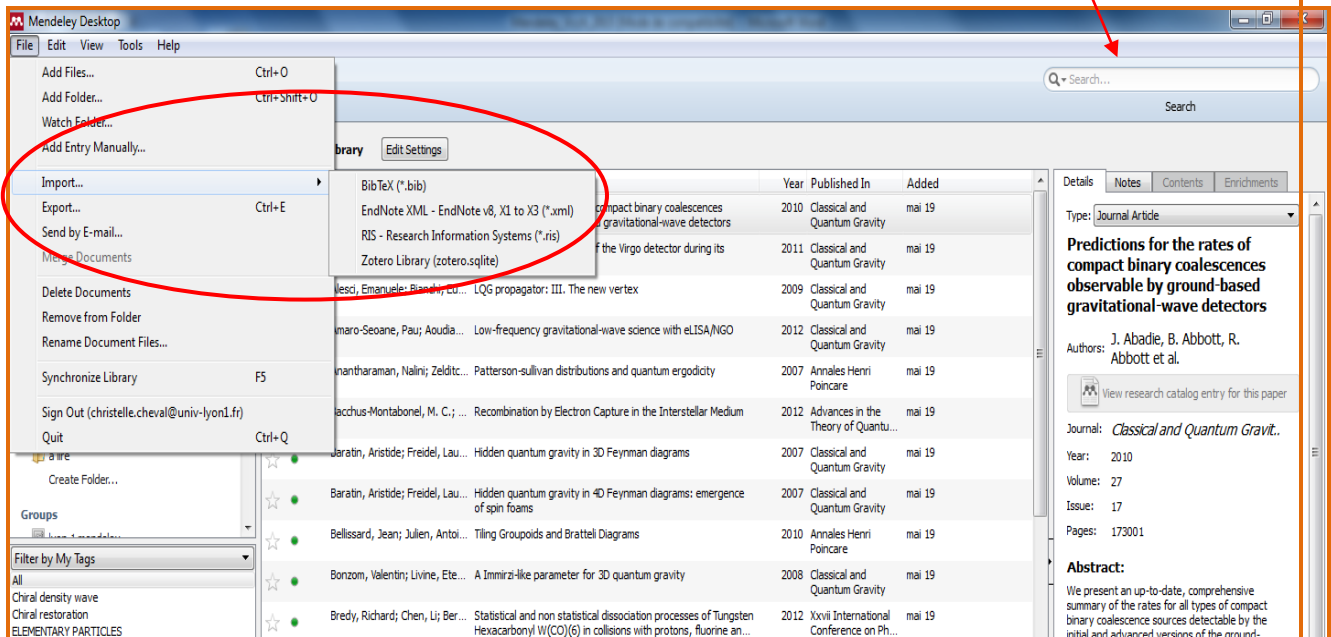 Mendeley Desktop
File Edit View Tools Help
Add Files... Ctrl+O
Add Folder... Ctrl+Shift+O
Watch Folder...
Add Entry Manually...
Import...
Export... Ctrl+E
Send by E-mail...
Merge Documents
Delete Documents
Remove from Folder
Rename Document Files...
Synchronize Library F5
Sign Out (christelle.cheval@univ-lyon1.fr)
Quit Ctrl+Q
BibTeX (*.bib)
EndNote XML - EndNote v8, X1 to X3 (*.xml)
RIS - Research Information Systems (*.ris)
Zotero Library (zotero.sqlite)
a lire
Create Folder...
Groups
Filter by My Tags
All
Chiral density wave
Chiral restoration
ELEMENTARY PARTICLES
Search...
Search
brary Edit Settings
Year Published In Added
compact binary coalescences 2010 Classical and mai 19
gravitational-wave detectors Quantum Gravity
f the Virgo detector during its 2011 Classical and mai 19
Quantum Gravity
Alesci, Emanuele; Bianchi, Eu... LQG propagator: III. The new vertex 2009 Classical and mai 19
Quantum Gravity
Amaro-Seoane, Pau; Aoudia... Low-frequency gravitational-wave science with eLISA/NGO 2012 Classical and mai 19
Quantum Gravity
Anantharaman, Nalini; Zelditc... Patterson-sullivan distributions and quantum ergodicity 2007 Annales Henri mai 19
Poincare
Bacchus-Montabonel, M. C.; ... Recombination by Electron Capture in the Interstellar Medium 2012 Advances in the mai 19
Theory of Quantu...
Baratin, Aristide; Freidel, Lau... Hidden quantum gravity in 3D Feynman diagrams 2007 Classical and mai 19
Quantum Gravity
Baratin, Aristide; Freidel, Lau... Hidden quantum gravity in 4D Feynman diagrams: emergence 2007 Classical and mai 19
of spin foams Quantum Gravity
Bellissard, Jean; Julien, Antoi... Tiling Groupoids and Bratteli Diagrams 2010 Annales Henri mai 19
Poincare
Bonzom, Valentin; Livine, Ete... A Immirzi-like parameter for 3D quantum gravity 2008 Classical and mai 19
Quantum Gravity
Bredy, Richard; Chen, Li; Ber... Statistical and non statistical dissociation processes of Tungsten 2012 Xxvii International mai 19
Hexacarbonyl W(CO)(6) in collisions with protons, fluorine an... Conference on Ph...
Details Notes Contents Enrichments
Type: Journal Article
Predictions for the rates of
compact binary coalescences
observable by ground-based
gravitational-wave detectors
Authors: J. Abadie, B. Abbott, R.
Abbott et al.
View research catalog entry for this paper
Journal: Classical and Quantum Gravit..
Year: 2010
Volume: 27
Issue: 17
Pages: 173001
Abstract:
We present an up-to-date, comprehensive
summary of the rates for all types of compact
binary coalescence sources detectable by the
initial and advanced versions of the ground-